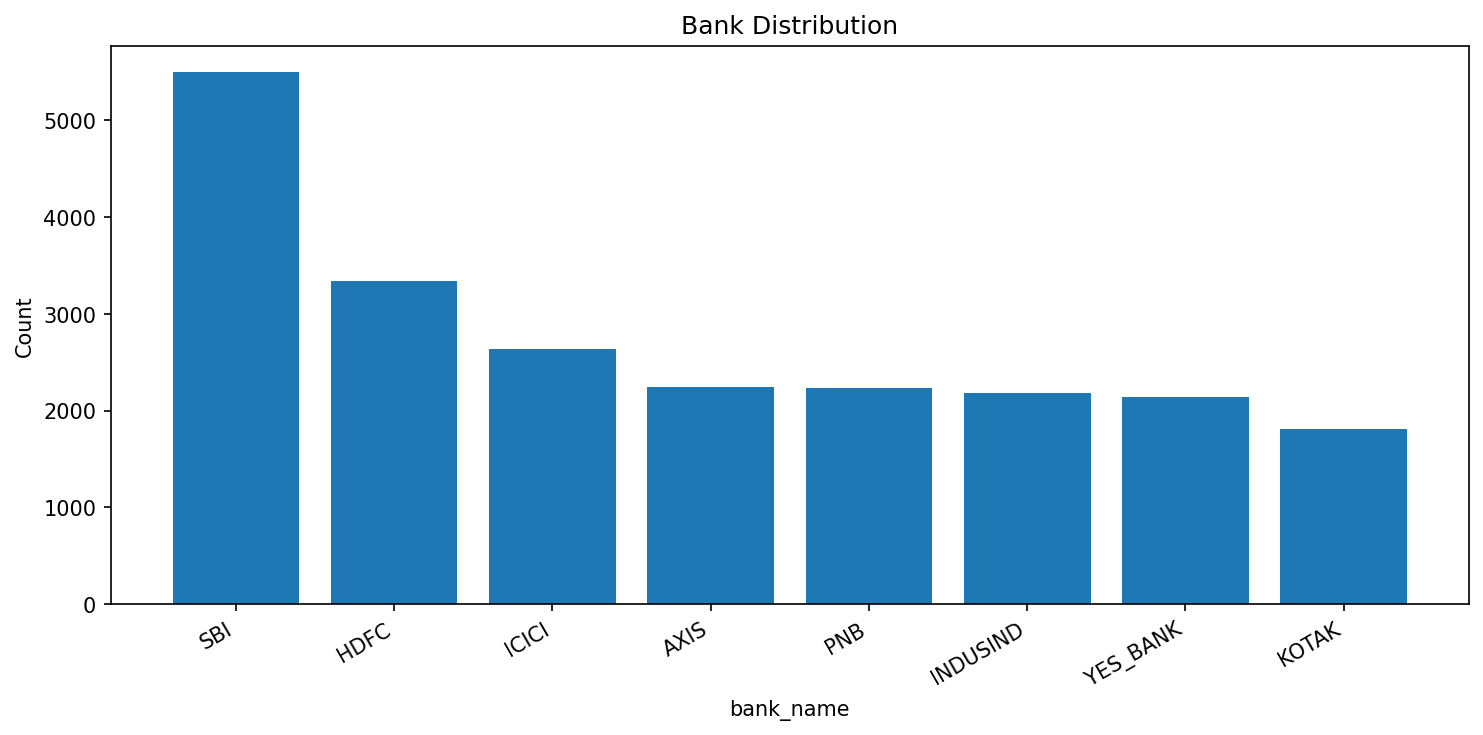 Bank Distribution
5000
4000
3000
2000
1000
0
Count
SBI
HDFC
ICICI
AXIS
PNB
INDUSIND
YES_BANK
KOTAK
bank_name